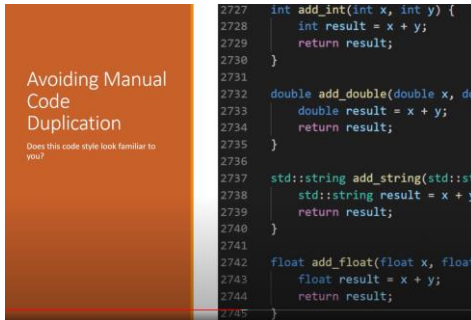 Avoiding Manual
Code
Duplication
Does this code style look familiar to
you?
2727 int add_int(int x, int y) {
2728 int result = x + y;
2729 return result;
2730 }
2731
2732 double add_double(double x, do
2733 double result = x + y;
2734 return result;
2735 }
2736
2737 std::string add_string(std::st
2738 std::string result = x + y
2739 return result;
2740 }
2741
2742 float add_float(float x, floa
2743 float result = x + y;
2744 return result;
2745 }